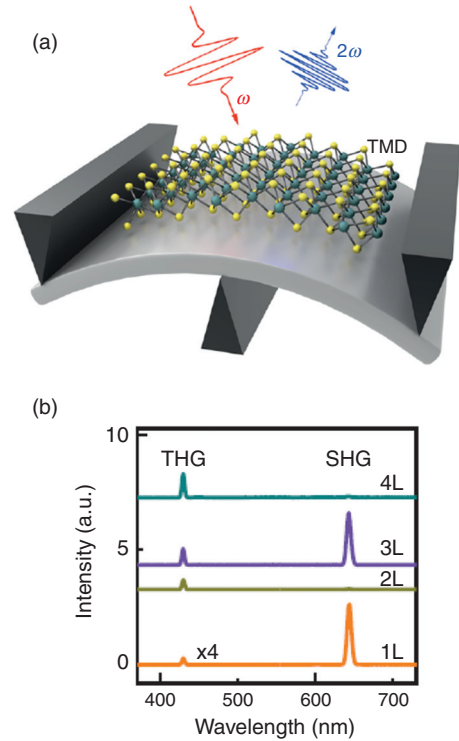 (a)
2ω
ω
TMD
(b)
10
THG SHG
4L
5
3L
2L
x4 1L
0
Intensity (a.u.)
400 500 600 700
Wavelength (nm)